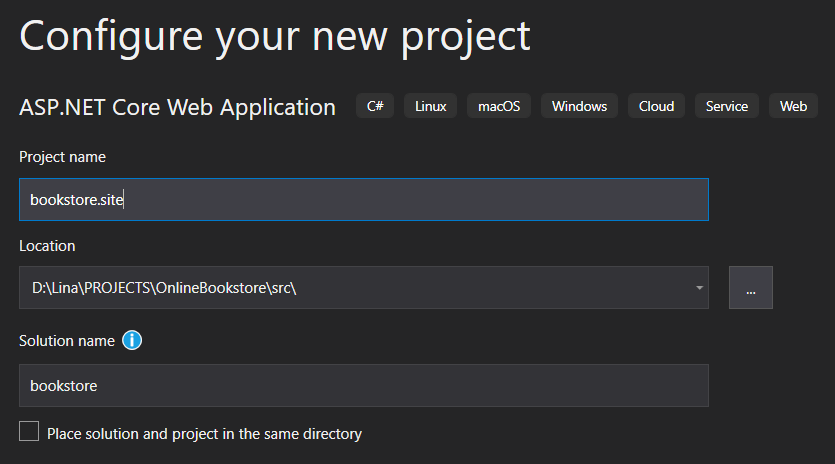 Configure your new project
ASP.NET Core Web Application C# Linux macOS Windows Cloud Service Web
Project name
bookstore.site
Location
D:\Lina\PROJECTS\OnlineBookstore\src\
...
Solution name
bookstore
Place solution and project in the same directory